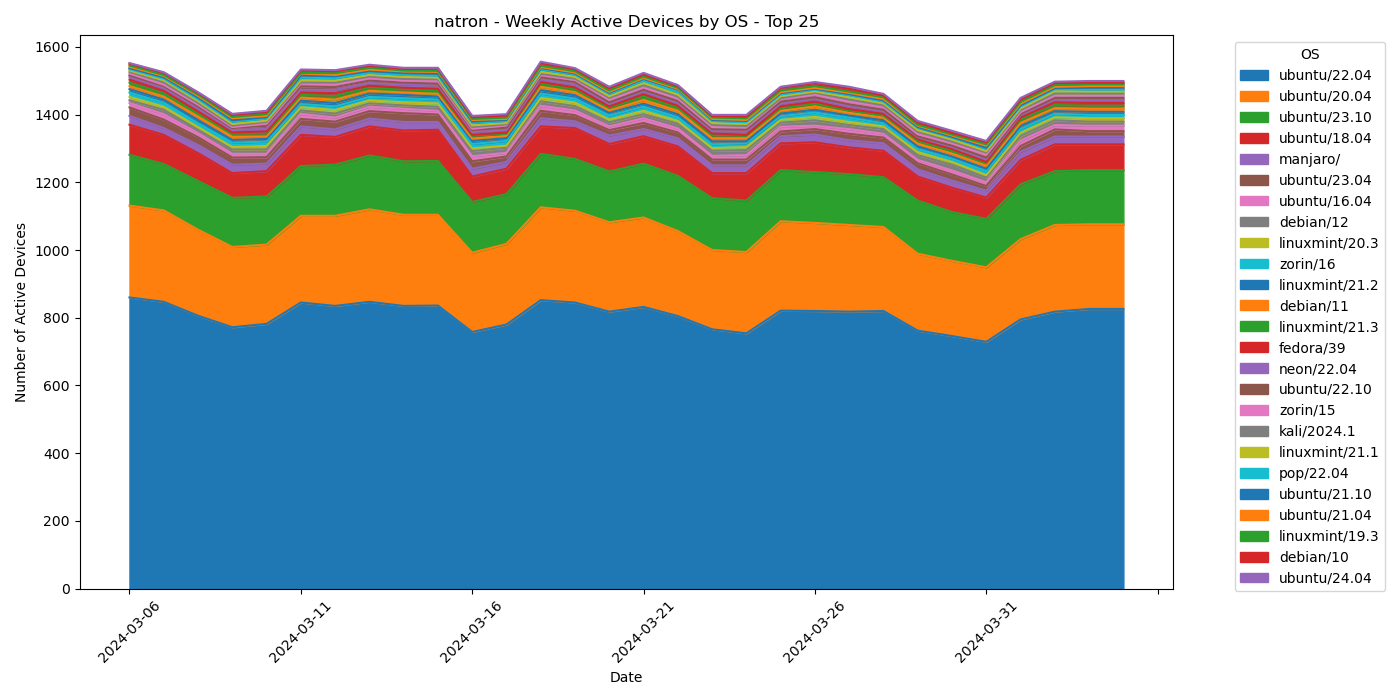 natron - Weekly Active Devices by OS - Top 25
Number of Active Devices
1600
1400
1200
1000
800
600
400
200
0
2024-03-06
2024-03-11
2024-03-16
2024-03-21
2024-03-26
2024-03-31
Date
OS
ubuntu/22.04
ubuntu/20.04
ubuntu/23.10
ubuntu/18.04
manjaro/
ubuntu/23.04
ubuntu/16.04
debian/12
linuxmint/20.3
zorin/16
linuxmint/21.2
debian/11
linuxmint/21.3
fedora/39
neon/22.04
ubuntu/22.10
zorin/15
kali/2024.1
linuxmint/21.1
pop/22.04
ubuntu/21.10
ubuntu/21.04
linuxmint/19.3
debian/10
ubuntu/24.04